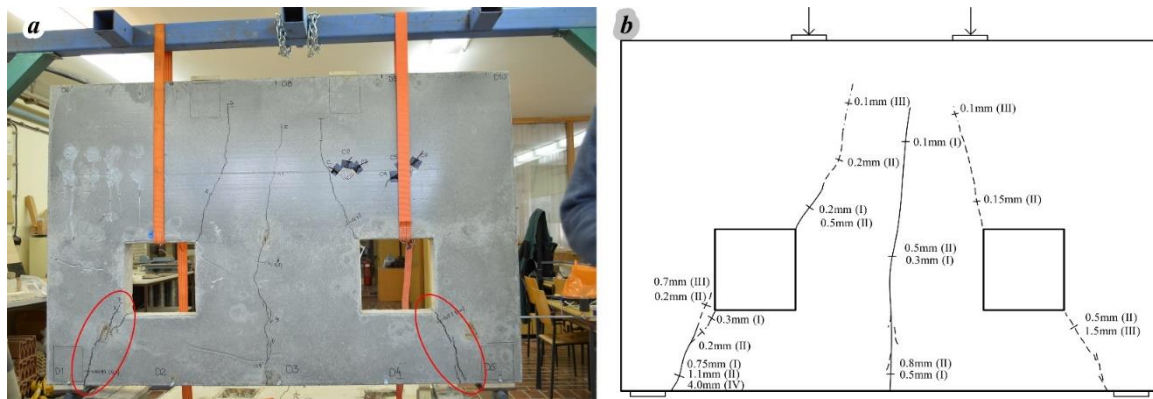 a
D8
D10
D1
D2
D3
D4
D5
b
0.1mm (III)
0.1mm (III)
0.1mm (I)
0.2mm (II)
0.15mm (II)
0.2mm (I)
0.5mm (II)
0.5mm (II)
0.3mm (I)
0.7mm (III)
0.2mm (II)
0.3mm (I)
0.5mm (II)
1.5mm (III)
0.2mm (II)
0.75mm (I)
1.1mm (II)
4.0mm (IV)
0.8mm (II)
0.5mm (I)